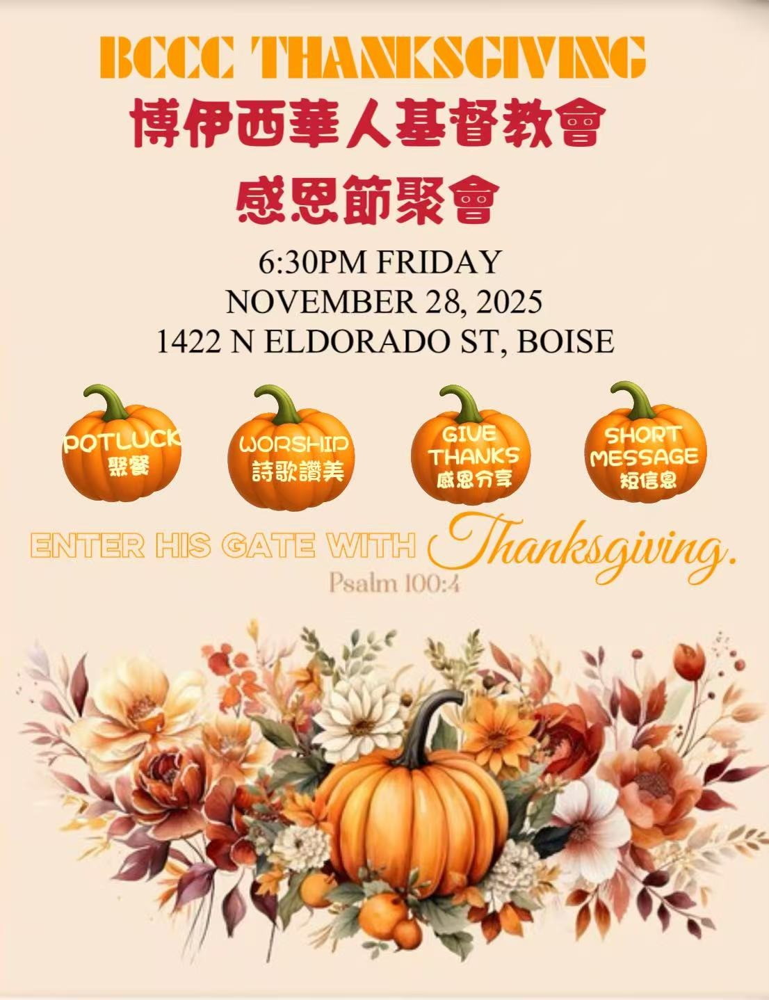 BCCC THANKSGIVING
博伊西華人基督教會
感恩節聚會
6:30PM FRIDAY
NOVEMBER 28, 2025
1422 N ELDORADO ST, BOISE
POTLUCK
聚餐
WORSHIP
詩歌讚美
GIVE
THANKS
感恩分享
SHORT
MESSAGE
短信息
ENTER HIS GATE WITH Thanksgiving.
Psalm 100:4